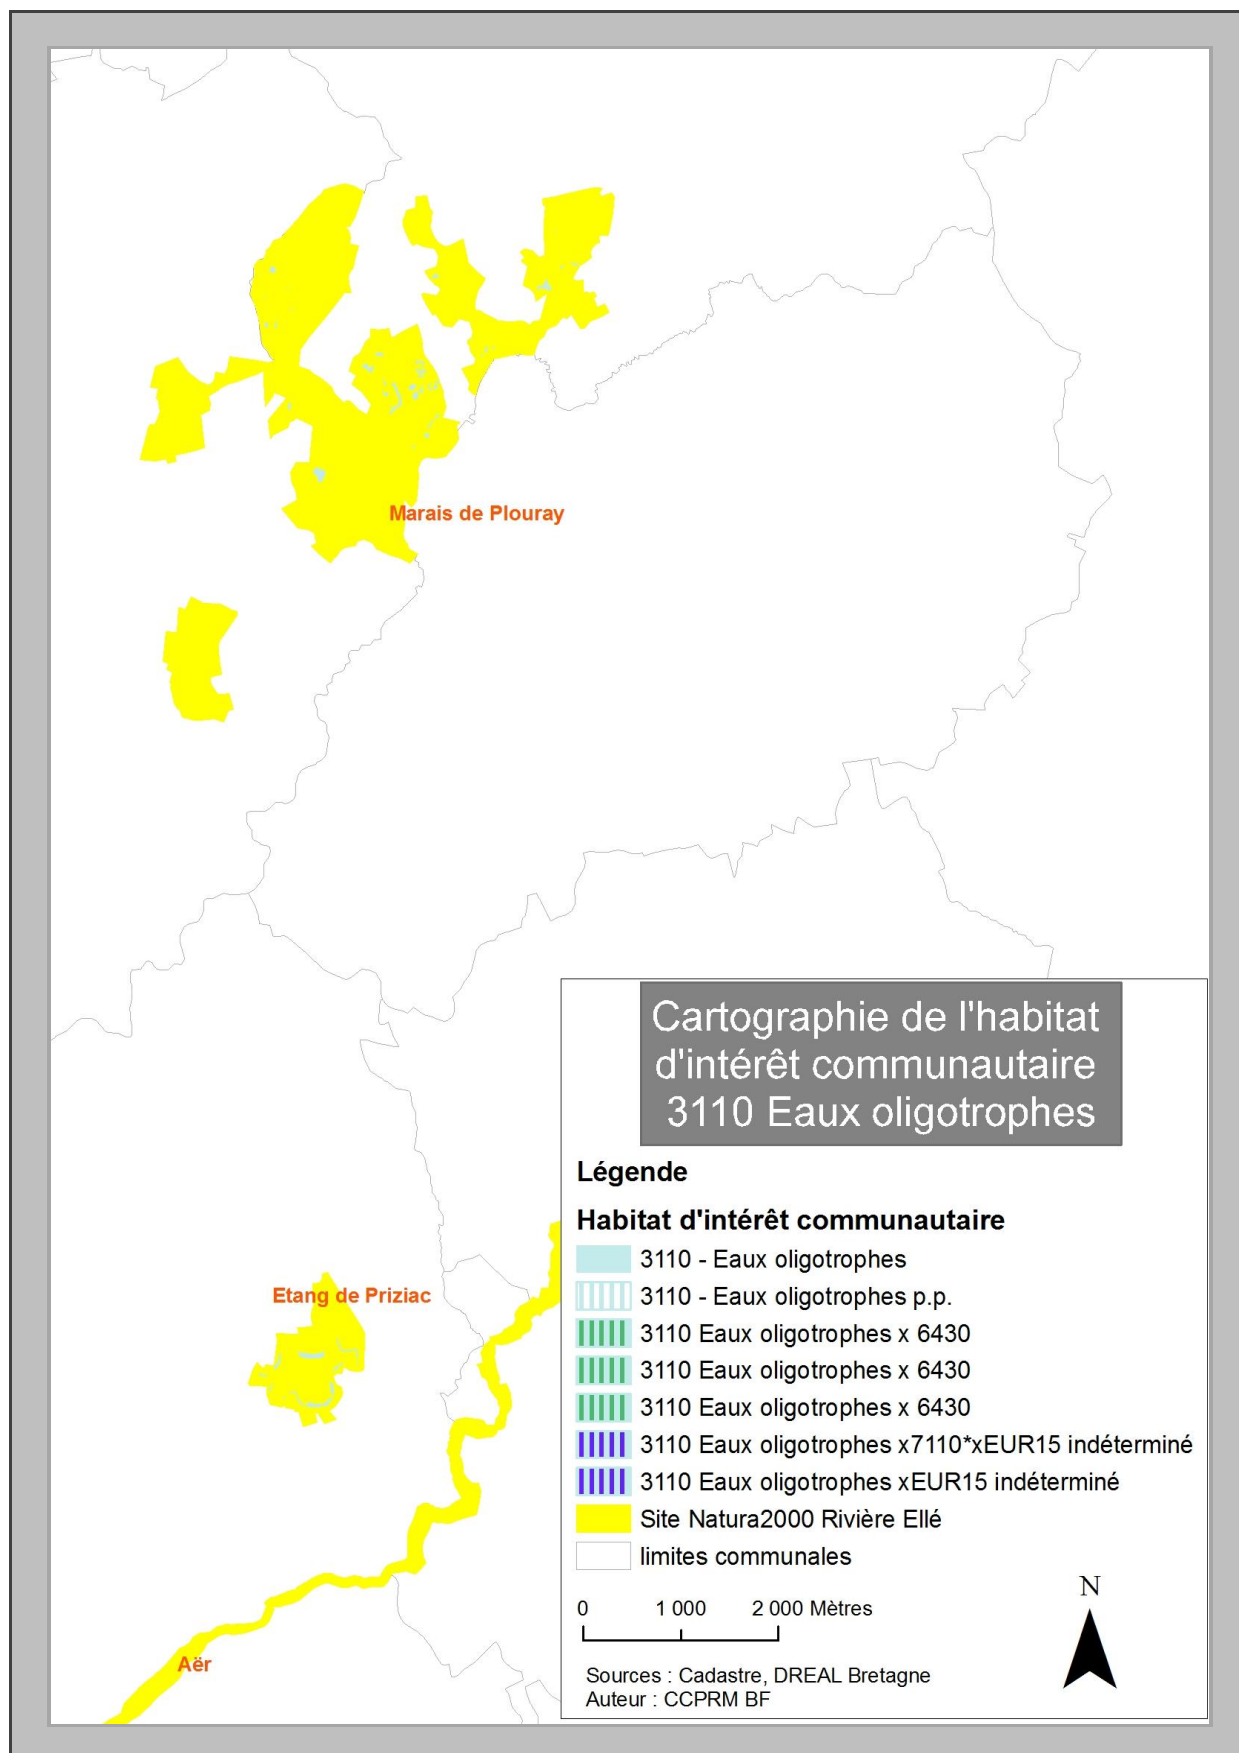 Marais de Plouray
Cartographie de l'habitat
d'intérêt communautaire
3110 Eaux oligotrophes
Légende
Habitat d'intérêt communautaire
3110 - Eaux oligotrophes
3110 - Eaux oligotrophes p.p.
3110 Eaux oligotrophes x 6430
3110 Eaux oligotrophes x 6430
3110 Eaux oligotrophes x 6430
3110 Eaux oligotrophes x7110*xEUR15 indéterminé
3110 Eaux oligotrophes xEUR15 indéterminé
Site Natura2000 Rivière Ellé
limites communales
0 1 000 2 000 Mètres
N
Sources : Cadastre, DREAL Bretagne
Auteur : CCPRM BF
Etang de Priziac
Aër